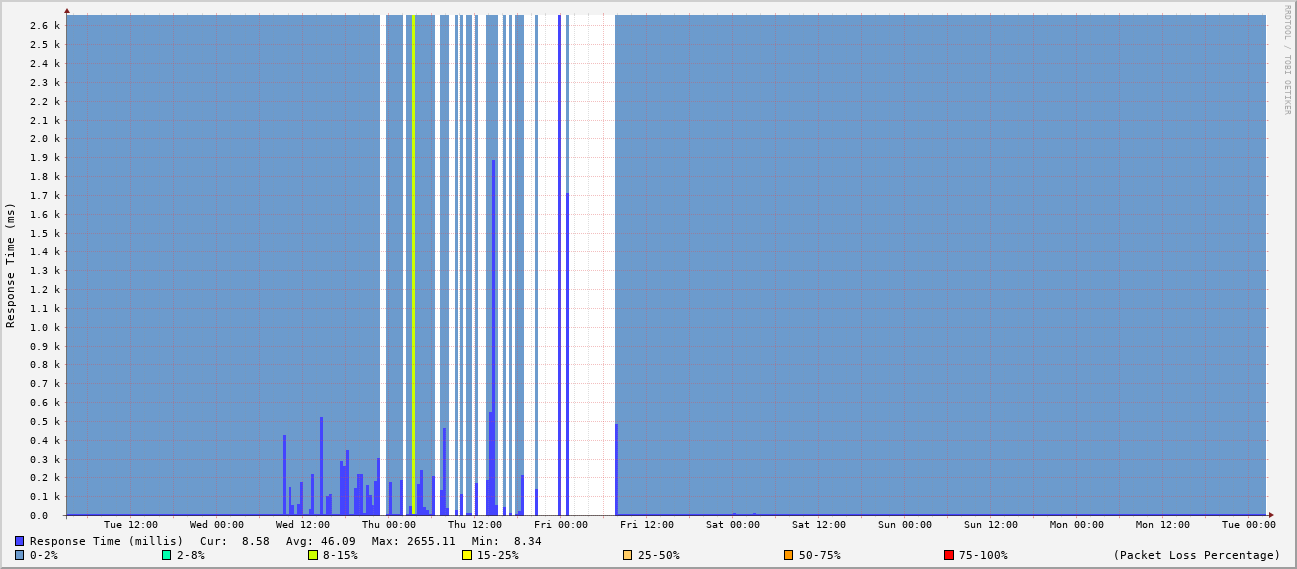 RRDTOOL / TOBI OETIKER
Response Time (ms)
2.6 k
2.5 k
2.4 k
2.3 k
2.2 k
2.1 k
2.0 k
1.9 k
1.8 k
1.7 k
1.6 k
1.5 k
1.4 k
1.3 k
1.2 k
1.1 k
1.0 k
0.9 k
0.8 k
0.7 k
0.6 k
0.5 k
0.4 k
0.3 k
0.2 k
0.1 k
0.0
Tue 12:00 Wed 00:00 Wed 12:00 Thu 00:00 Thu 12:00 Fri 00:00 Fri 12:00 Sat 00:00 Sat 12:00 Sun 00:00 Sun 12:00 Mon 00:00 Mon 12:00 Tue 00:00
Response Time (millis) Cur: 8.58 Avg: 46.09 Max: 2655.11 Min: 8.34
0-2% 2-8% 8-15% 15-25% 25-50% 50-75% 75-100% (Packet Loss Percentage)